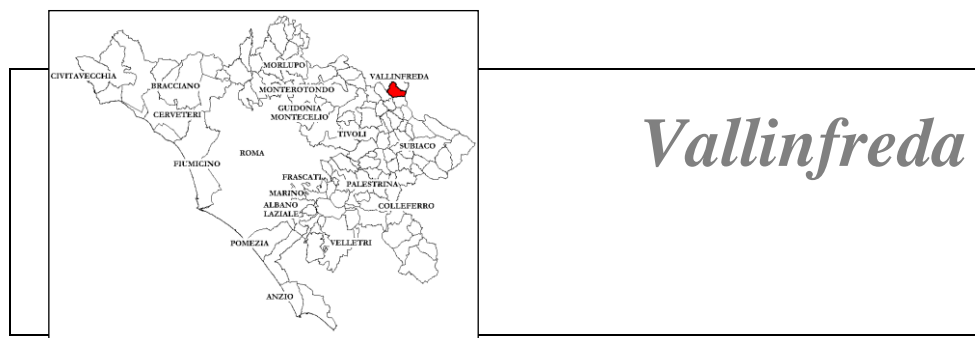 VALLINFREDA
MORLUPO
CIVITAVECCHIA
BRACCIANO
MONTEROTONDO
CERVETERI
GUIDONIA
MONTECELIO
TIVOLI
SUBIACO
ROMA
FIUMICINO
FRASCATI
PALESTRINA
MARINO
ALBANO
LAZIALE
COLLEFERRO
POMEZIA
VELLETRI
ANZIO
Vallinfreda